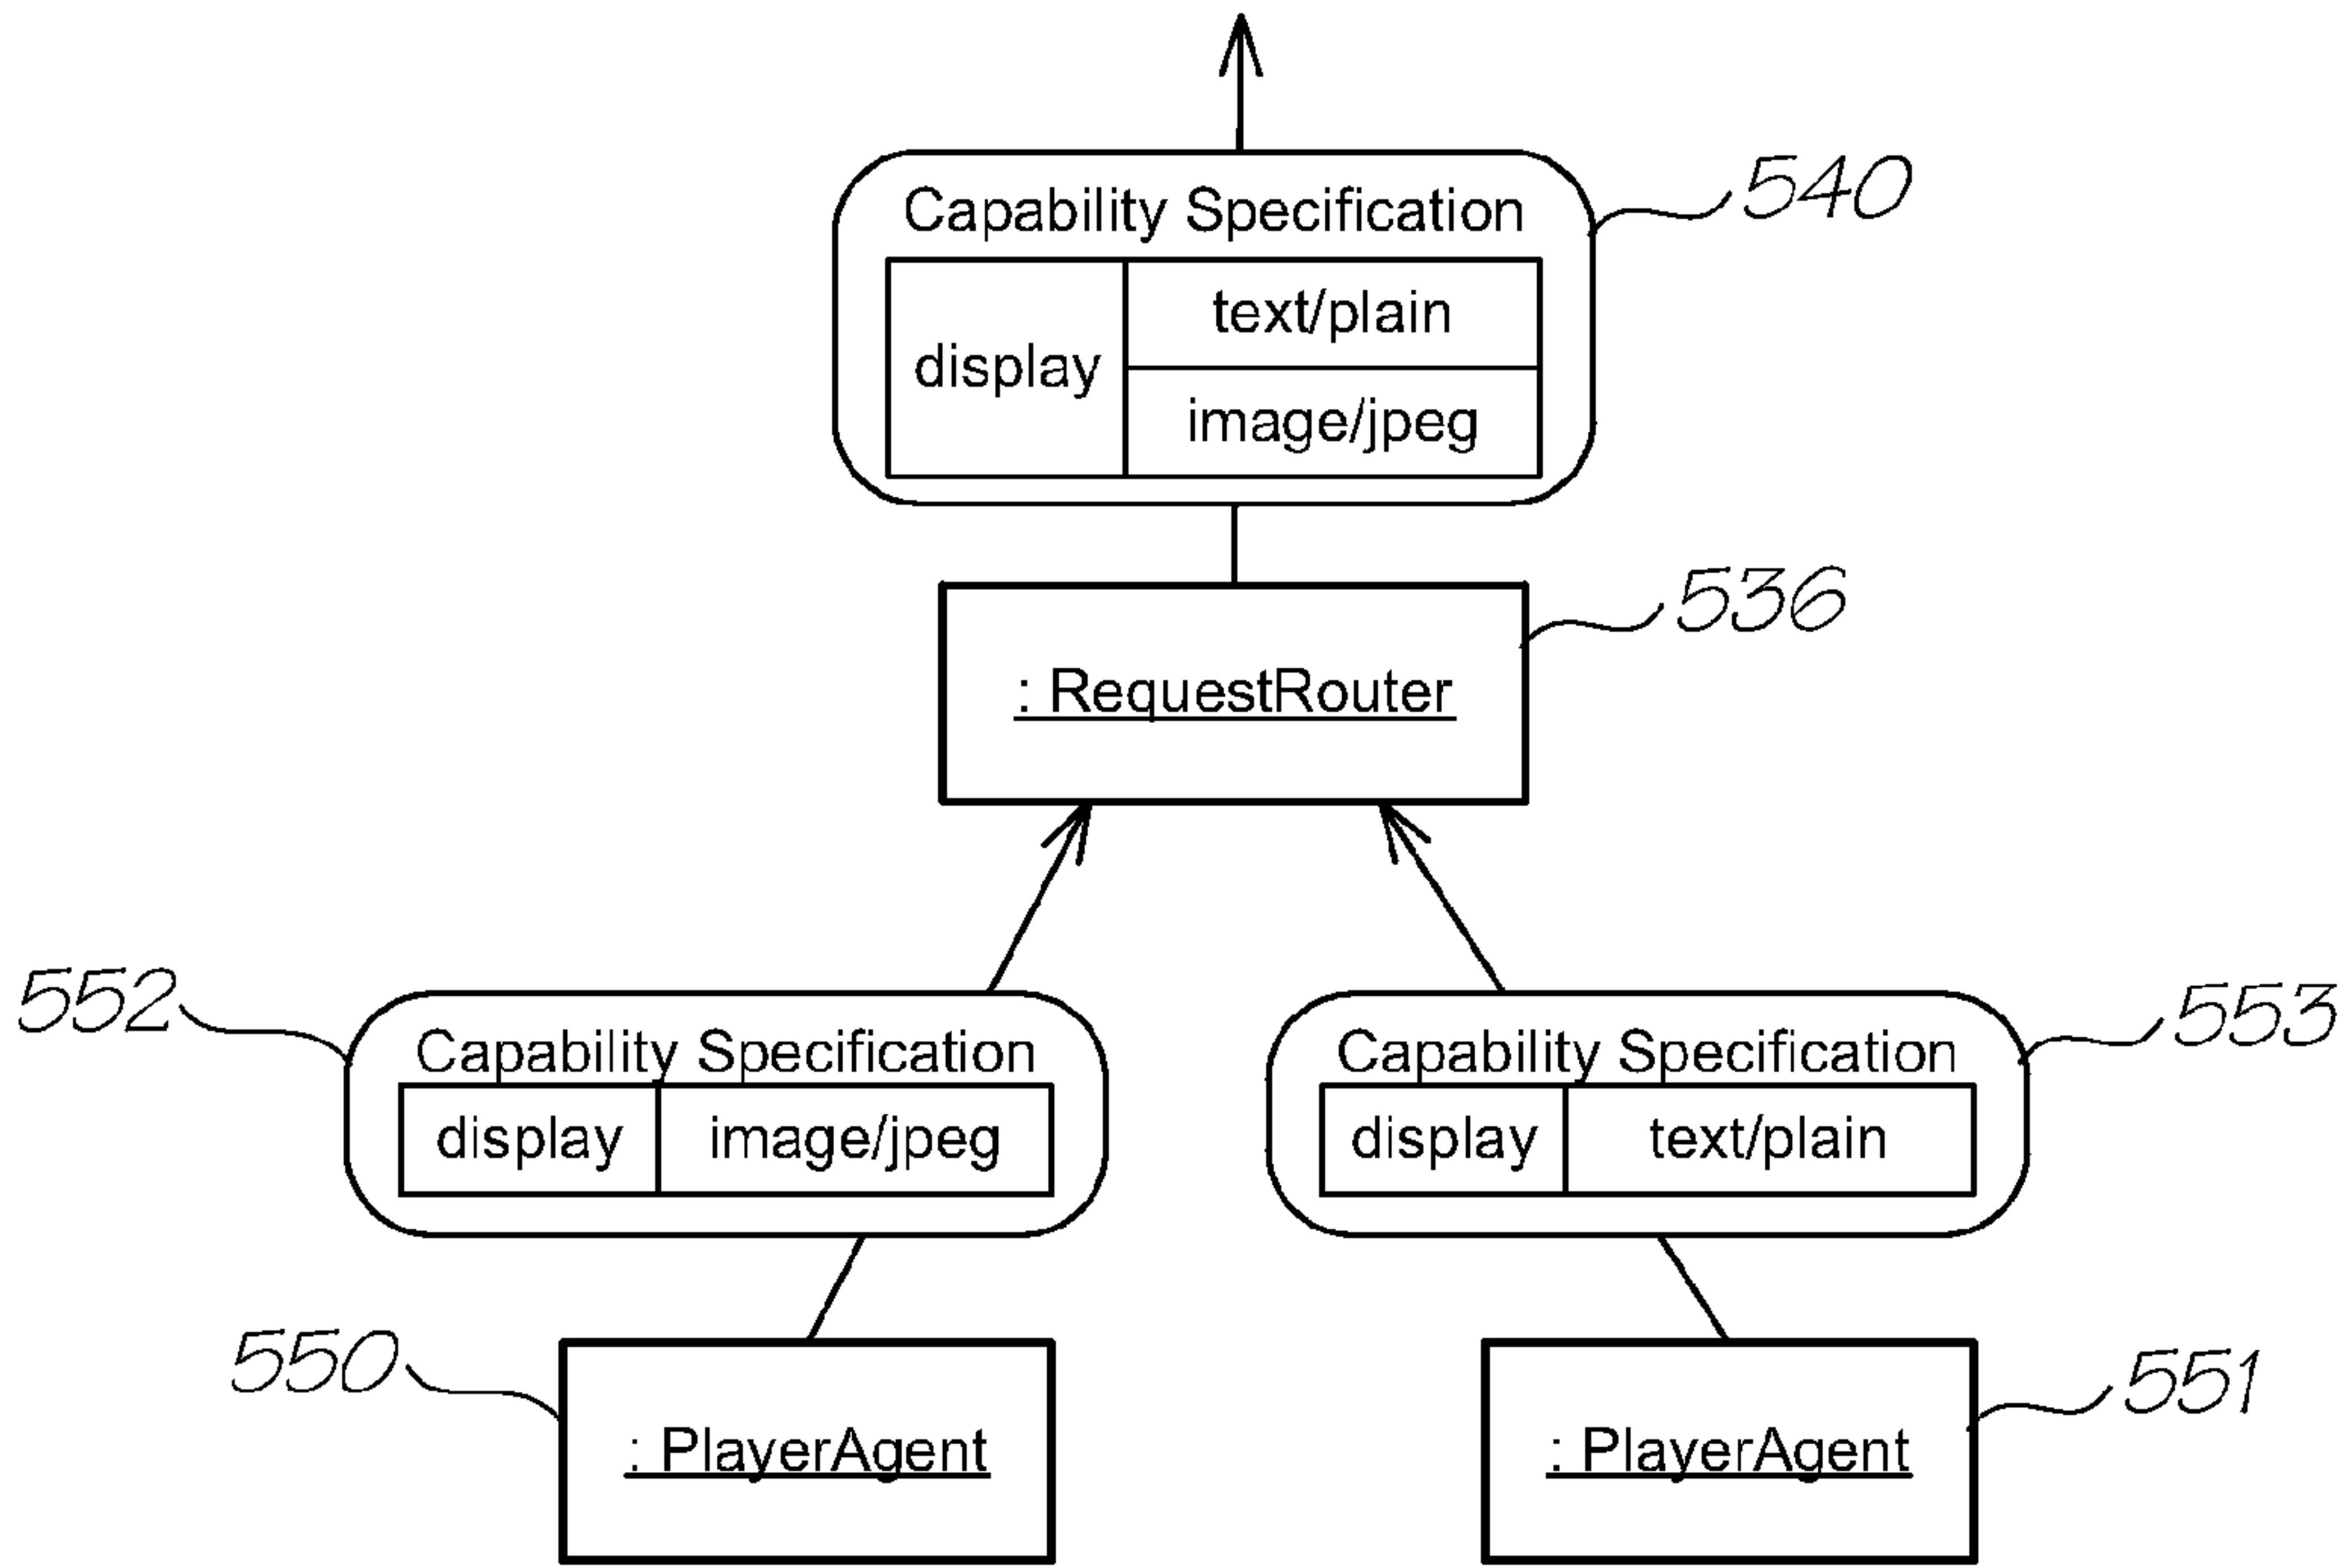 540
Capability Specification
display
text/plain
image/jpeg
536
: RequestRouter
552
Capability Specification
display image/jpeg
553
Capability Specification
display text/plain
550
: PlayerAgent
551
: PlayerAgent